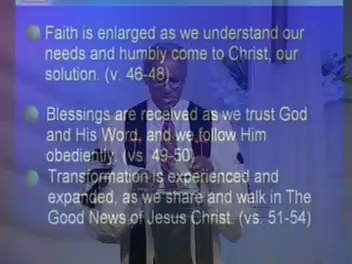 Faith is enlarged as we understand our
needs and humbly come to Christ, our
solution. (v. 46-48)
Blessings are received as we trust God
and His Word, and we follow Him
obediently. (vs. 49-50)
Transformation is experienced and
expanded, as we share and walk in The
Good News of Jesus Christ. (vs. 51-54)